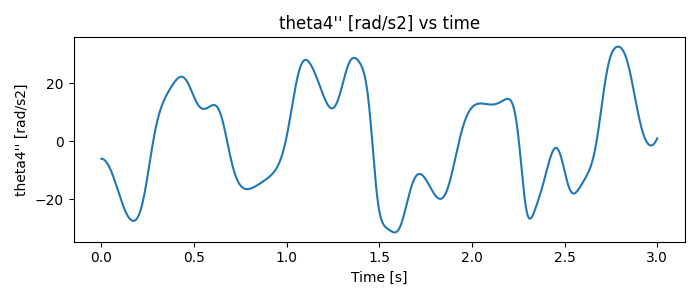 theta4'' [rad/s2] vs time
theta4'' [rad/s2]
20
0
−20
0.0 0.5 1.0 1.5 2.0 2.5 3.0
Time [s]